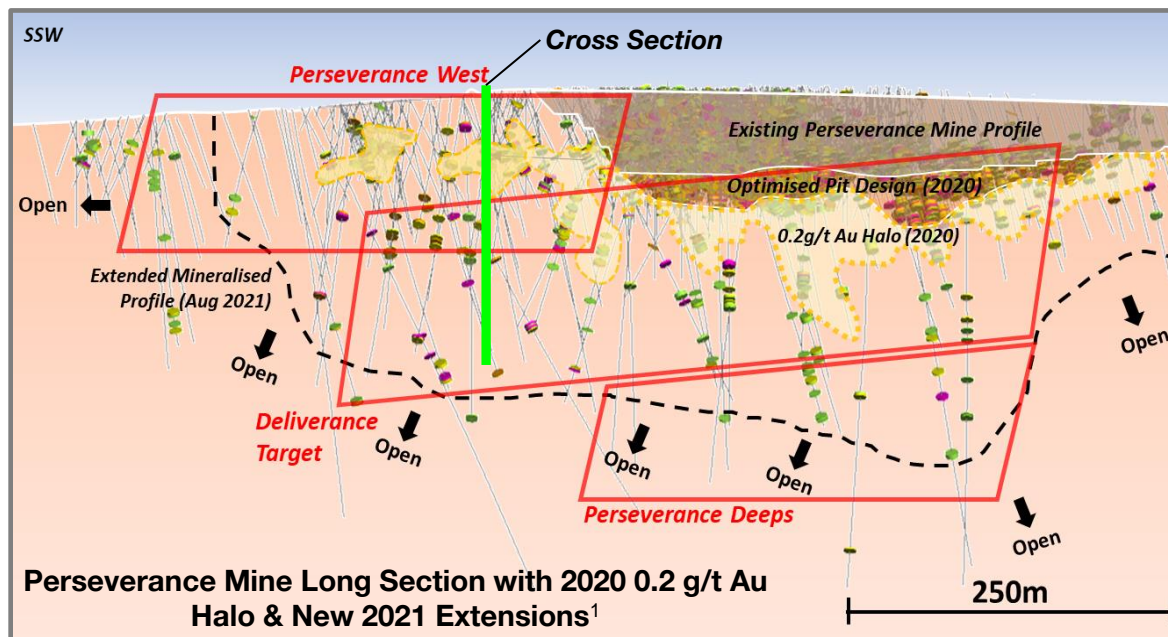 SSW
Cross Section
Perseverance West
Existing Perseverance Mine Profile
Optimised Pit Design (2020)
0.2g/t Au Halo (2020)
Open
Extended Mineralised
Profile (Aug 2021)
Open
Open
Deliverance
Target
Open
Open
Open
Perseverance Deeps
Open
Perseverance Mine Long Section with 2020 0.2 g/t Au
Halo & New 2021 Extensions¹
250m